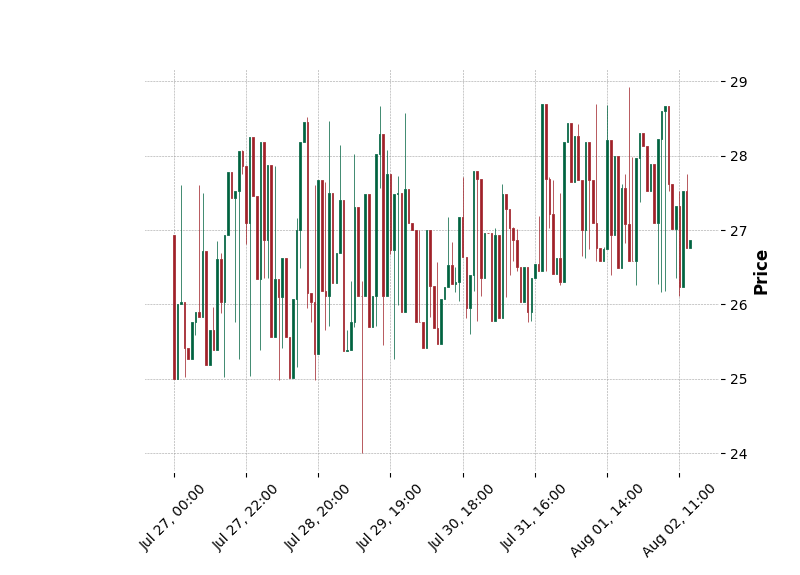 29
28
27
26
25
24
Price
Jul 27, 00:00
Jul 27, 22:00
Jul 28, 20:00
Jul 29, 19:00
Jul 30, 18:00
Jul 31, 16:00
Aug 01, 14:00
Aug 02, 11:00